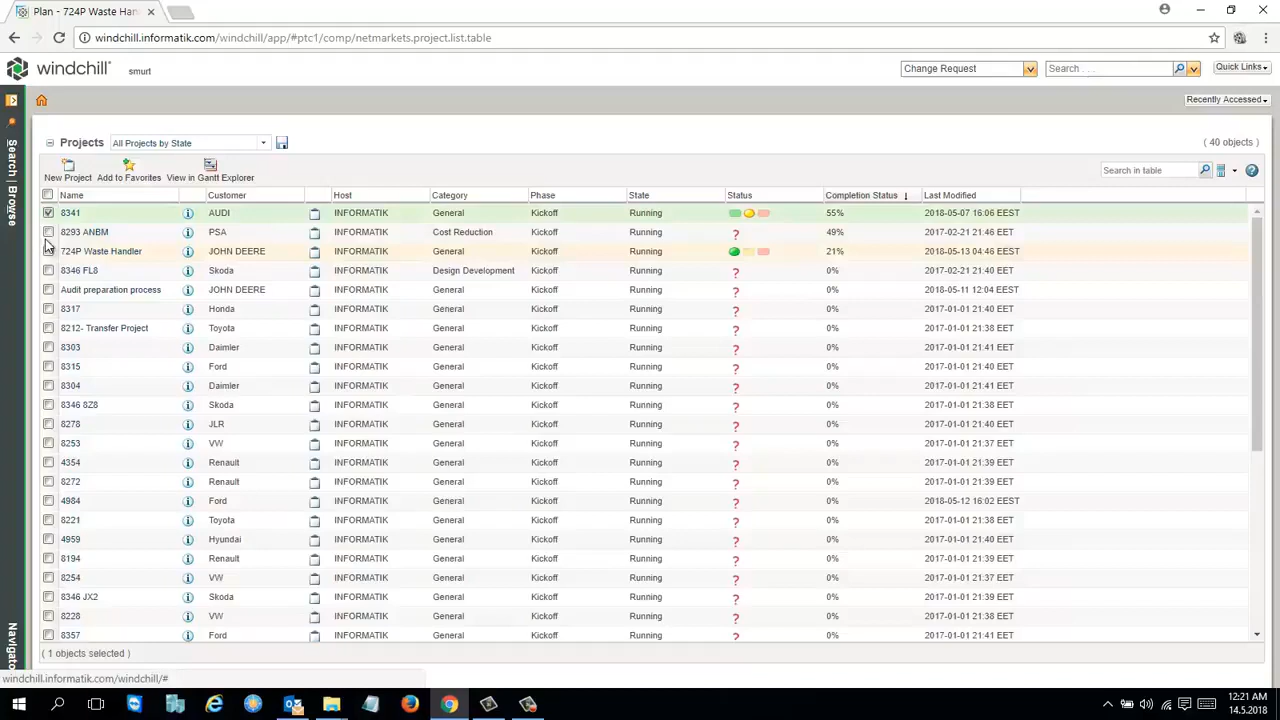 Plan - 724P Waste Han
windchill.informatik.com/windchill/app/#ptc1/comp/netmarkets.project.list.table
windchill smurt Change Request Search . . . Quick Links
Recently Accessed
Projects All Projects by State ( 40 objects )
New Project Add to Favorites View in Gantt Explorer Search in table
Name Customer Host Category Phase State Status Completion Status ↓ Last Modified
8341 AUDI INFORMATIK General Kickoff Running 55% 2018-05-07 16:06 EEST
8293 ANBM PSA INFORMATIK Cost Reduction Kickoff Running ? 49% 2017-02-21 21:46 EET
724P Waste Handler JOHN DEERE INFORMATIK General Kickoff Running 21% 2018-05-13 04:46 EEST
8346 FL8 Skoda INFORMATIK Design Development Kickoff Running ? 0% 2017-02-21 21:40 EET
Audit preparation process JOHN DEERE INFORMATIK General Kickoff Running ? 0% 2018-05-11 12:04 EEST
8317 Honda INFORMATIK General Kickoff Running ? 0% 2017-01-01 21:40 EET
8212- Transfer Project Toyota INFORMATIK General Kickoff Running ? 0% 2017-01-01 21:38 EET
8303 Daimler INFORMATIK General Kickoff Running ? 0% 2017-01-01 21:41 EET
8315 Ford INFORMATIK General Kickoff Running ? 0% 2017-01-01 21:40 EET
8304 Daimler INFORMATIK General Kickoff Running ? 0% 2017-01-01 21:41 EET
8346 8Z8 Skoda INFORMATIK General Kickoff Running ? 0% 2017-01-01 21:38 EET
8278 JLR INFORMATIK General Kickoff Running ? 0% 2017-01-01 21:40 EET
8253 VW INFORMATIK General Kickoff Running ? 0% 2017-01-01 21:37 EET
4354 Renault INFORMATIK General Kickoff Running ? 0% 2017-01-01 21:39 EET
8272 Renault INFORMATIK General Kickoff Running ? 0% 2017-01-01 21:39 EET
4984 Ford INFORMATIK General Kickoff Running ? 0% 2018-05-12 16:02 EEST
8221 Toyota INFORMATIK General Kickoff Running ? 0% 2017-01-01 21:38 EET
4959 Hyundai INFORMATIK General Kickoff Running ? 0% 2017-01-01 21:40 EET
8194 Renault INFORMATIK General Kickoff Running ? 0% 2017-01-01 21:39 EET
8254 VW INFORMATIK General Kickoff Running ? 0% 2017-01-01 21:37 EET
8346 JX2 Skoda INFORMATIK General Kickoff Running ? 0% 2017-01-01 21:39 EET
8228 VW INFORMATIK General Kickoff Running ? 0% 2017-01-01 21:38 EET
8357 Ford INFORMATIK General Kickoff Running ? 0% 2017-01-01 21:41 EET
( 1 objects selected )
Search | Browse
Navigato
windchill.informatik.com/windchill/#
12:21 AM
14.5.2018